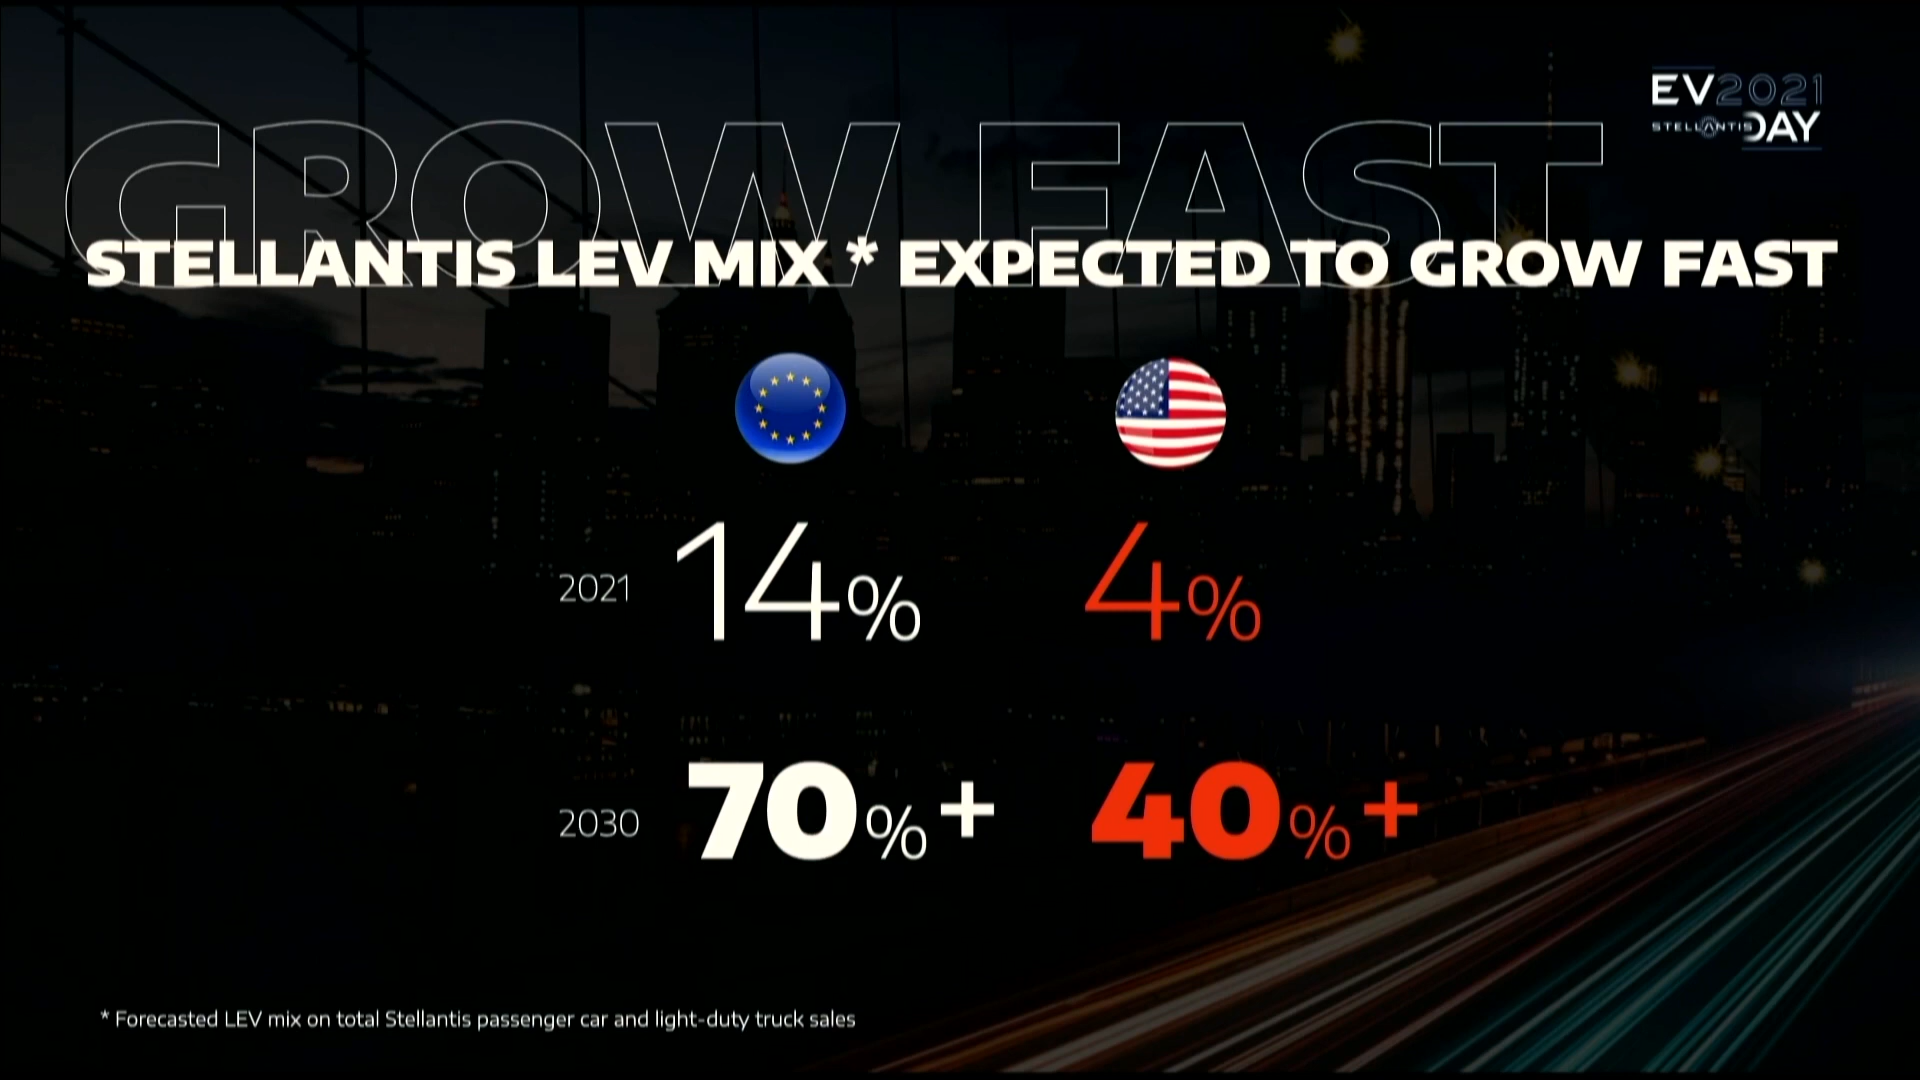 EV2021
STELLANTIS DAY
GROW FAST
STELLANTIS LEV MIX * EXPECTED TO GROW FAST
2021 14% 4%
2030 70%+ 40%+
* Forecasted LEV mix on total Stellantis passenger car and light-duty truck sales